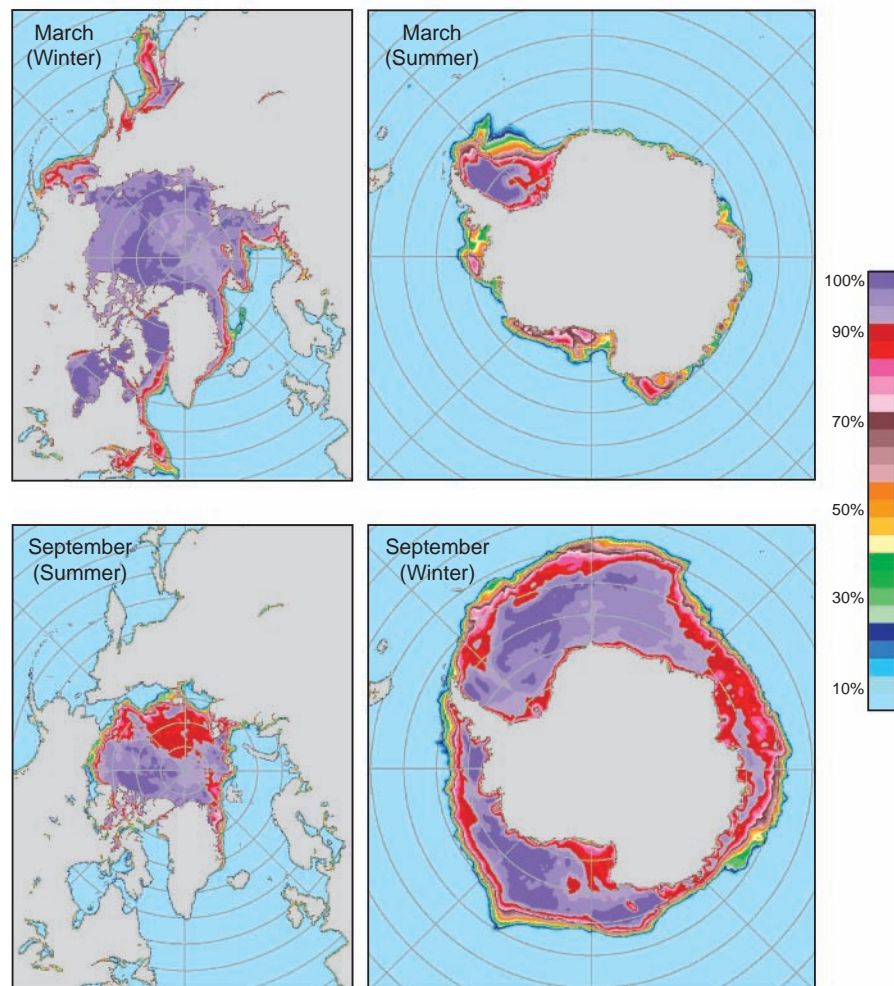 March
(Winter)
March
(Summer)
100%
90%
70%
50%
30%
10%
September
(Summer)
September
(Winter)